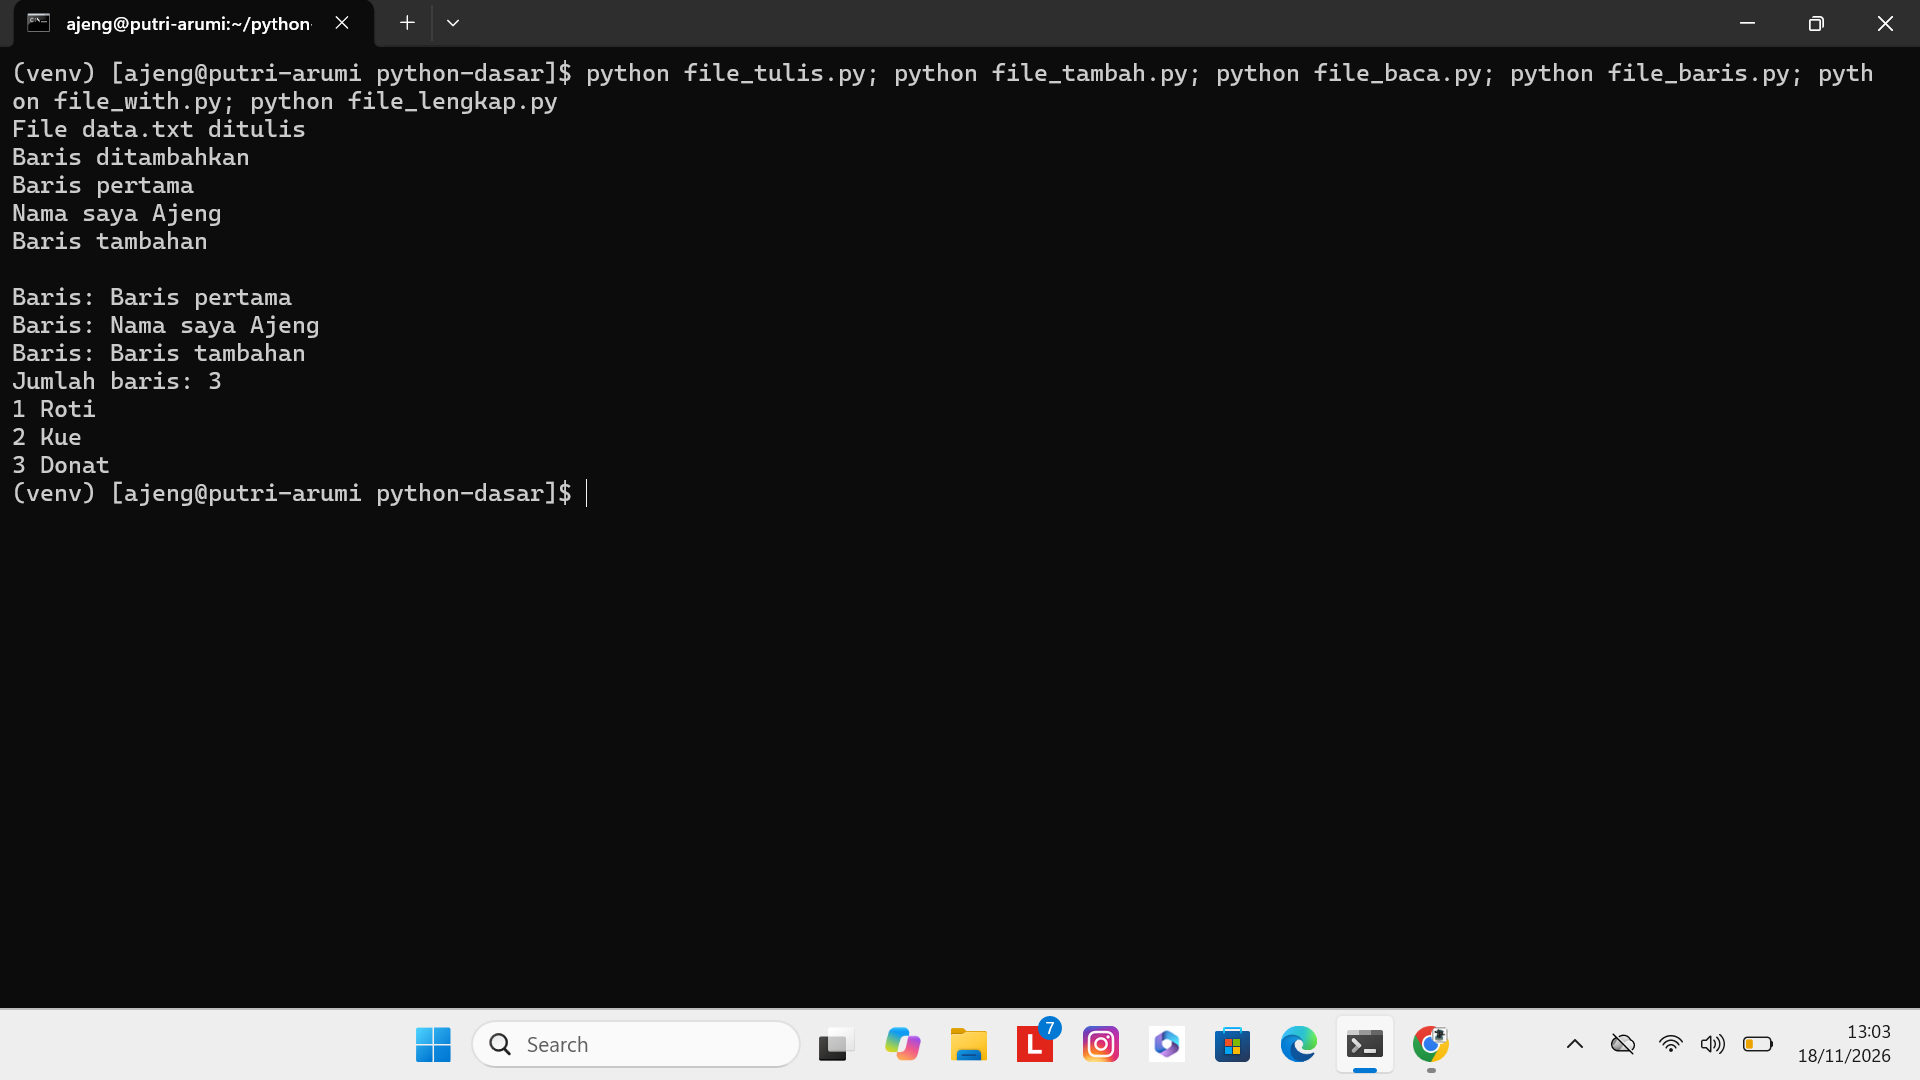 ajeng@putri-arumi:~/python-
(venv) [ajeng@putri-arumi python-dasar]$ python file_tulis.py; python file_tambah.py; python file_baca.py; python file_baris.py; pyth
on file_with.py; python file_lengkap.py
File data.txt ditulis
Baris ditambahkan
Baris pertama
Nama saya Ajeng
Baris tambahan
Baris: Baris pertama
Baris: Nama saya Ajeng
Baris: Baris tambahan
Jumlah baris: 3
1 Roti
2 Kue
3 Donat
(venv) [ajeng@putri-arumi python-dasar]$
Search
L
7
13:03
18/11/2026